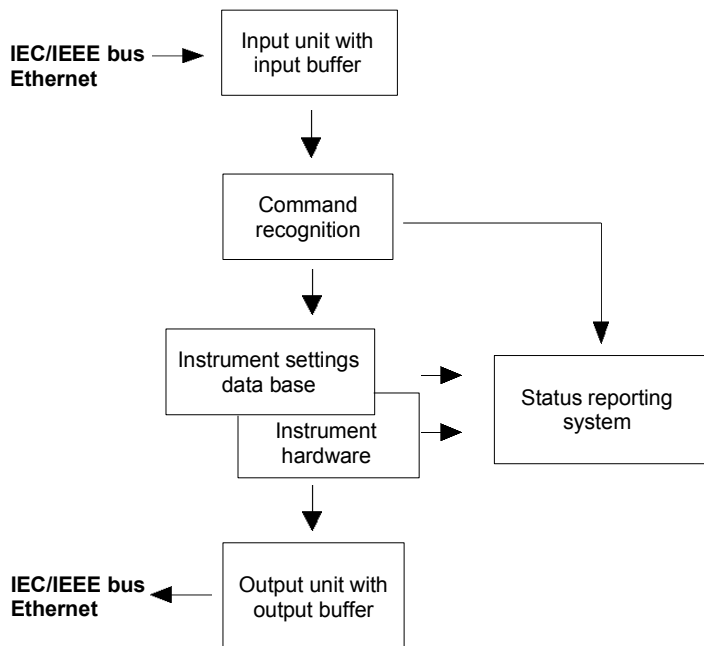 IEC/IEEE bus
Ethernet
Input unit with
input buffer
Command
recognition
Instrument settings
data base
Instrument
hardware
Status reporting
system
IEC/IEEE bus
Ethernet
Output unit with
output buffer